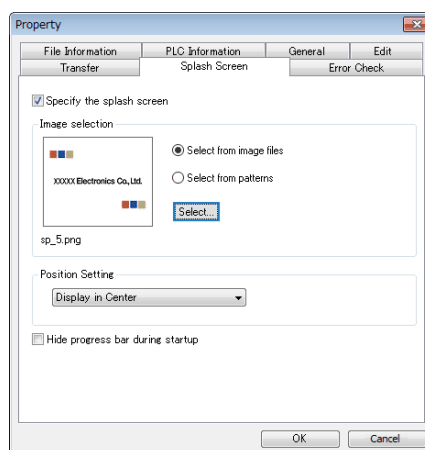 Property
File Information PLC Information General Edit
Transfer Splash Screen Error Check
Specify the splash screen
Image selection
XXXXX Electronics Co., Ltd.
Select from image files
Select from patterns
Select...
sp_5.png
Position Setting
Display in Center
Hide progress bar during startup
OK Cancel